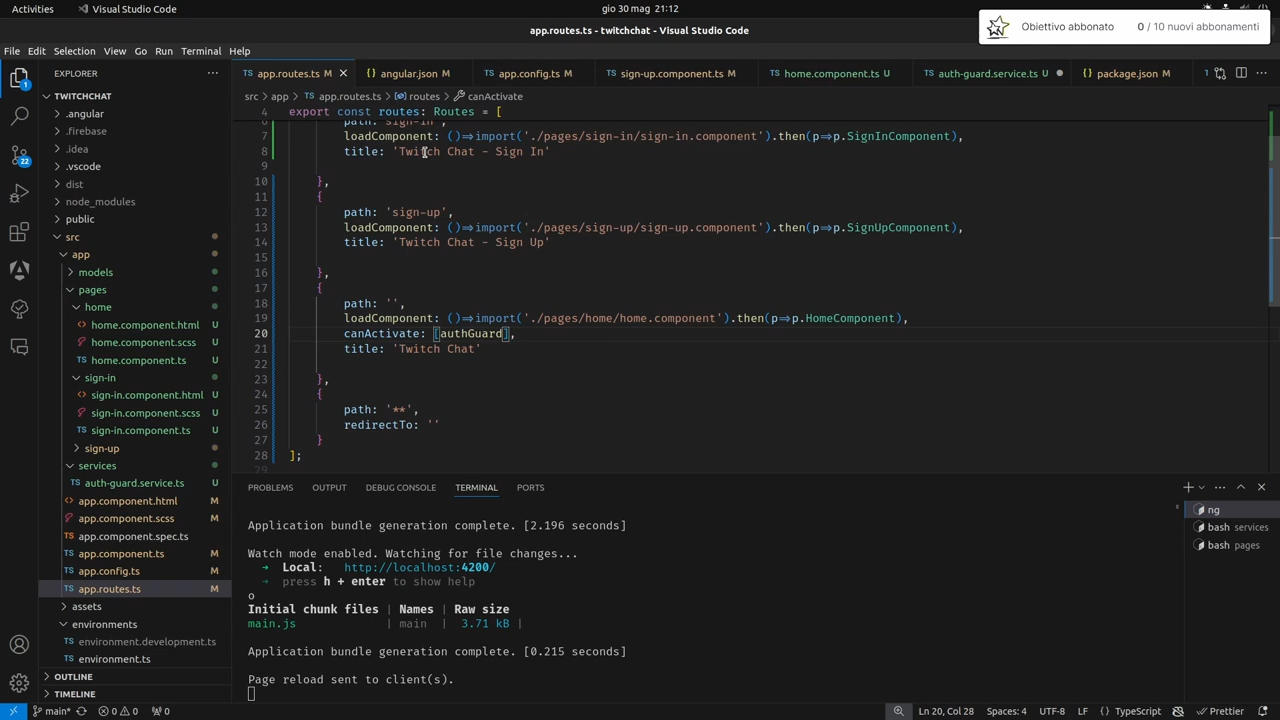 Activities
Visual Studio Code
gio 30 mag 21:12
Obiettivo abbonato
0 / 10 nuovi abbonamenti
app.routes.ts - twitchchat - Visual Studio Code
File Edit Selection View Go Run Terminal Help
EXPLORER
app.routes.ts M
angular.json M
app.config.ts M
sign-up.component.ts M
home.component.ts U
auth-guard.service.ts U
package.json M
1
TWITCHCHAT
src > app > app.routes.ts > routes > canActivate
.angular
.firebase
.idea
.vscode
dist
node_modules
public
src
app
models
pages
home
home.component.html U
home.component.scss U
home.component.ts U
sign-in
sign-in.component.html U
sign-in.component.scss U
sign-in.component.ts U
sign-up
services
auth-guard.service.ts U
app.component.html M
app.component.scss M
app.component.spec.ts
app.component.ts M
app.config.ts M
app.routes.ts M
assets
environments
environment.development.ts
environment.ts
OUTLINE
TIMELINE
1
22
4 export const routes: Routes = [
path: 'sign-in',
7 loadComponent: ()=>import('./pages/sign-in/sign-in.component').then(p=>p.SignInComponent),
8 title: 'Twitch Chat - Sign In'
9
10 },
11 {
12 path: 'sign-up',
13 loadComponent: ()=>import('./pages/sign-up/sign-up.component').then(p=>p.SignUpComponent),
14 title: 'Twitch Chat - Sign Up'
15
16 },
17 {
18 path: '',
19 loadComponent: ()=>import('./pages/home/home.component').then(p=>p.HomeComponent),
20 canActivate: [authGuard],
21 title: 'Twitch Chat'
22
23 },
24 {
25 path: '**',
26 redirectTo: ''
27 }
28 ];
29
PROBLEMS OUTPUT DEBUG CONSOLE TERMINAL PORTS
Application bundle generation complete. [2.196 seconds]
Watch mode enabled. Watching for file changes...
➜ Local: http://localhost:4200/
➜ press h + enter to show help
o
Initial chunk files | Names | Raw size
main.js | main | 3.71 kB |
Application bundle generation complete. [0.215 seconds]
Page reload sent to client(s).
ng
bash services
bash pages
main*
0 0
0
Ln 20, Col 28
Spaces: 4
UTF-8
LF
{} TypeScript
Prettier